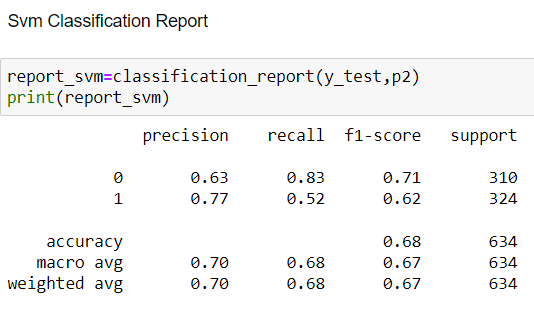 Svm Classification Report
report_svm=classification_report(y_test,p2)
print(report_svm)
precision recall f1-score support
0 0.63 0.83 0.71 310
1 0.77 0.52 0.62 324
accuracy 0.68 634
macro avg 0.70 0.68 0.67 634
weighted avg 0.70 0.68 0.67 634